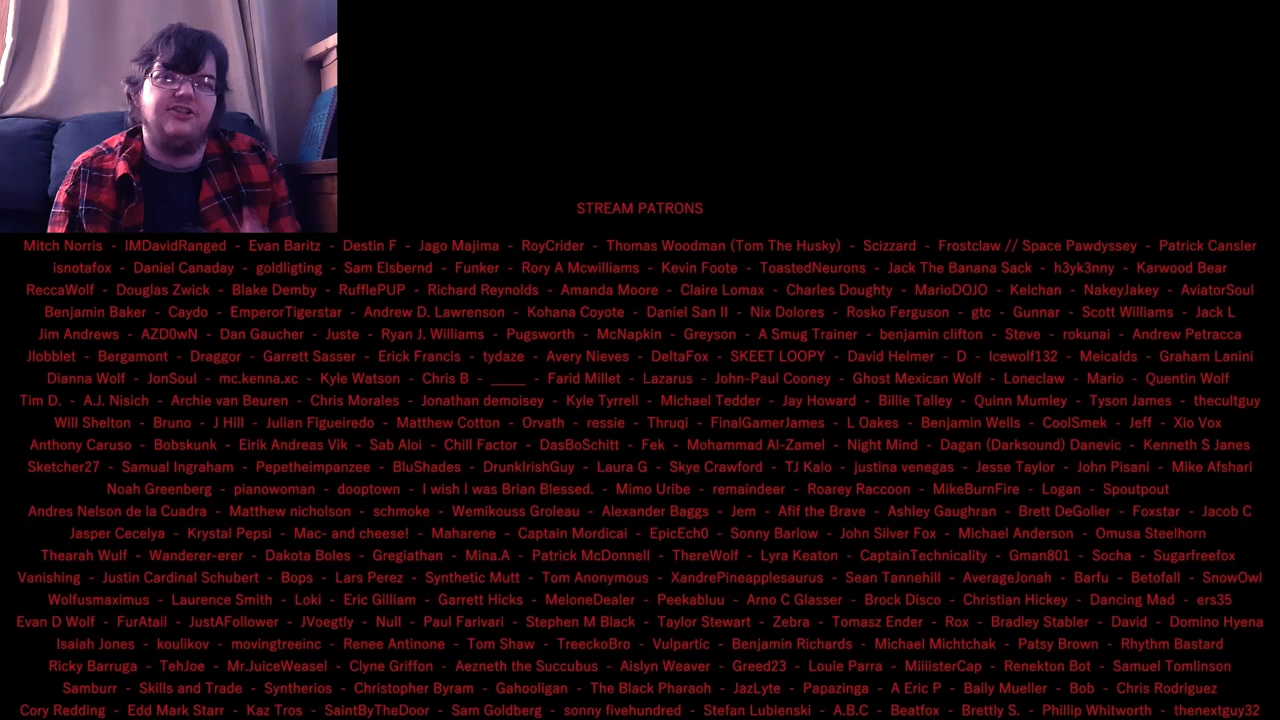 STREAM PATRONS
Mitch Norris - IMDavidRanged - Evan Baritz - Destin F - Jago Majima - RoyCrider - Thomas Woodman (Tom The Husky) - Scizzard - Frostclaw // Space Pawdyssey - Patrick Cansler
isnotafox - Daniel Canaday - goldligting - Sam Elsbernd - Funker - Rory A Mcwilliams - Kevin Foote - ToastedNeurons - Jack The Banana Sack - h3yk3nny - Karwood Bear
ReccaWolf - Douglas Zwick - Blake Demby - RufflePUP - Richard Reynolds - Amanda Moore - Claire Lomax - Charles Doughty - MarioDOJO - Kelchan - NakeyJakey - AviatorSoul
Benjamin Baker - Caydo - EmperorTigerstar - Andrew D. Lawrenson - Kohana Coyote - Daniel San II - Nix Dolores - Rosko Ferguson - gtc - Gunnar - Scott Williams - Jack L
Jim Andrews - AZD0wN - Dan Gaucher - Juste - Ryan J. Williams - Pugsworth - McNapkin - Greyson - A Smug Trainer - benjamin clifton - Steve - rokunai - Andrew Petracca
Jlobblet - Bergamont - Draggor - Garrett Sasser - Erick Francis - tydaze - Avery Nieves - DeltaFox - SKEET LOOPY - David Helmer - D - Icewolf132 - Meicalds - Graham Lanini
Dianna Wolf - JonSoul - mc.kenna.xc - Kyle Watson - Chris B - _____ - Farid Millet - Lazarus - John-Paul Cooney - Ghost Mexican Wolf - Loneclaw - Mario - Quentin Wolf
Tim D. - A.J. Nisich - Archie van Beuren - Chris Morales - Jonathan demoisey - Kyle Tyrrell - Michael Tedder - Jay Howard - Billie Talley - Quinn Mumley - Tyson James - thecultguy
Will Shelton - Bruno - J Hill - Julian Figueiredo - Matthew Cotton - Orvath - ressie - Thruqi - FinalGamerJames - L Oakes - Benjamin Wells - CoolSmek - Jeff - Xio Vox
Anthony Caruso - Bobskunk - Eirik Andreas Vik - Sab Aloi - Chill Factor - DasBoSchitt - Fek - Mohammad Al-Zamel - Night Mind - Dagan (Darksound) Danevic - Kenneth S Janes
Sketcher27 - Samuel Ingraham - Pepetheimpanzee - BluShades - DrunkIrishGuy - Laura G - Skye Crawford - TJ Kalo - justina venegas - Jesse Taylor - John Pisani - Mike Afsharl
Noah Greenberg - pianowoman - dooptown - I wish I was Brian Blessed. - Mimo Uribe - remaindeer - Roarey Raccoon - MikeBurnFire - Logan - Spoutpout
Andres Nelson de la Cuadra - Matthew nicholson - schmoke - Wemikouss Groleau - Alexander Baggs - Jem - Afif the Brave - Ashley Gaughran - Brett DeGolier - Foxstar - Jacob C
Jasper Cecelya - Krystal Pepsi - Mac- and cheese! - Maharene - Captain Mordicai - EpicEch0 - Sonny Barlow - John Silver Fox - Michael Anderson - Omusa Steelhorn
Thearah Wulf - Wanderer-erer - Dakota Boles - Gregiathan - Mina.A - Patrick McDonnell - ThereWolf - Lyra Keaton - CaptainTechnicality - Gman801 - Socha - Sugarfreefox
Vanishing - Justin Cardinal Schubert - Bops - Lars Perez - Synthetic Mutt - Tom Anonymous - XandrePineapplesaurus - Sean Tannehill - AverageJonah - Barfu - Betofall - SnowOwl
Wolfusmaximus - Laurence Smith - Loki - Eric Gilliam - Garrett Hicks - MeloneDealer - Peekabluu - Arno C Glasser - Brock Disco - Christian Hickey - Dancing Mad - ers35
Evan D Wolf - FurAtail - JustAFollower - JVoegtly - Null - Paul Farivari - Stephen M Black - Taylor Stewart - Zebra - Tomasz Ender - Rox - Bradley Stabler - David - Domino Hyena
Isaiah Jones - koulikov - movingtreeinc - Renee Antinone - Tom Shaw - TreeckoBro - Vulpartic - Benjamin Richards - Michael Michtchak - Patsy Brown - Rhythm Bastard
Ricky Barruga - TehJoe - Mr.JuiceWeasel - Clyne Griffon - Aezneth the Succubus - Aislyn Weaver - Greed23 - Louie Parra - MiiiisterCap - Renekton Bot - Samuel Tomlinson
Samburr - Skills and Trade - Syntherios - Christopher Byram - Gahooligan - The Black Pharaoh - JazLyte - Papazinga - A Eric P - Baily Mueller - Bob - Chris Rodriguez
Cory Redding - Edd Mark Starr - Kaz Tros - SaintByTheDoor - Sam Goldberg - sonny fivehundred - Stefan Lubienski - A.B.C - Beatfox - Brettly S. - Phillip Whitworth - thenextguy32